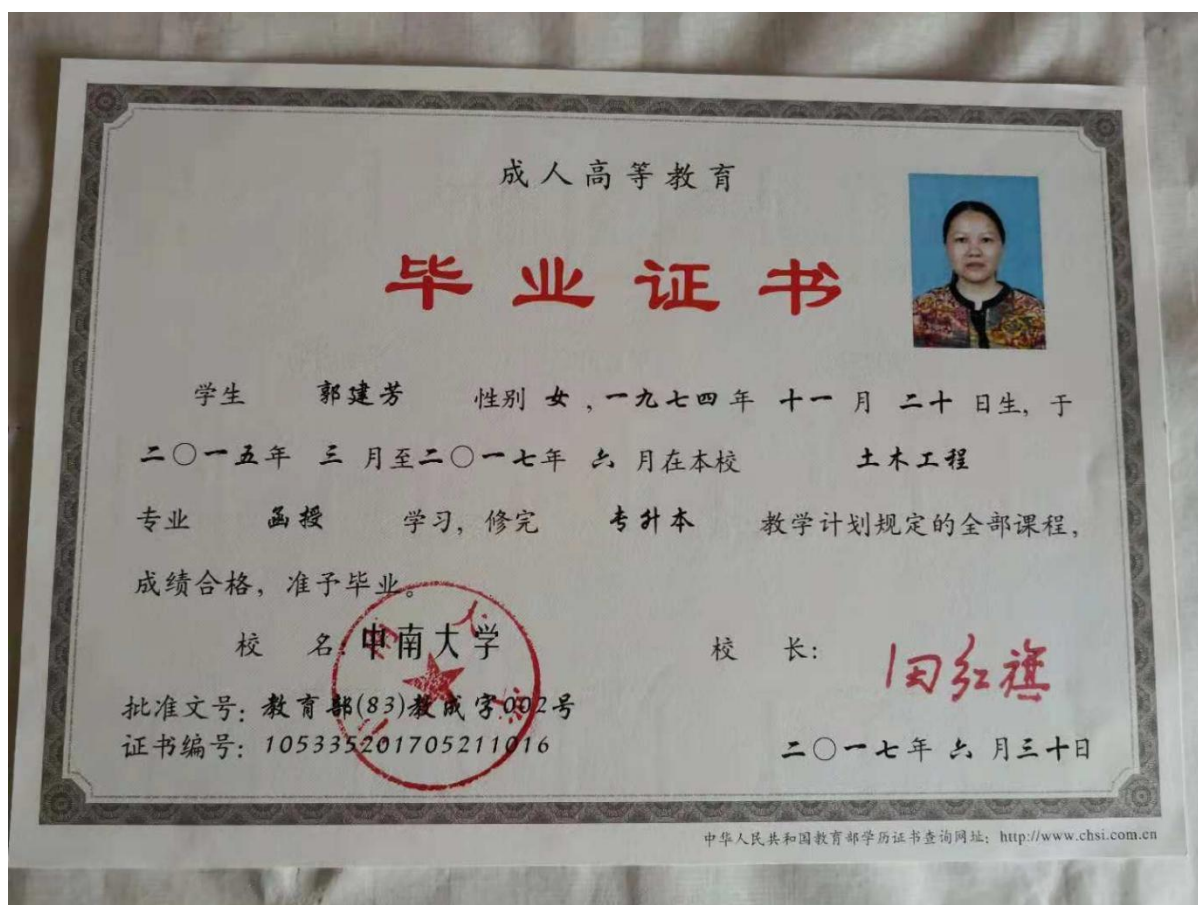 成人高等教育
毕业证书
学生 郭建芳 性别 女，一九七四年 十一 月 二十 日生，于
二〇一五年 三 月至二〇一七年 六 月在本校 土木工程
专业 函授 学习，修完 专升本 教学计划规定的全部课程，
成绩合格，准予毕业。
校 名：中南大学
校 长：田红旗
批准文号：教育部(83)教成字002号
证书编号：105335201705211016
二〇一七年 六 月三十日
中华人民共和国教育部学历证书查询网址：http://www.chsi.com.cn